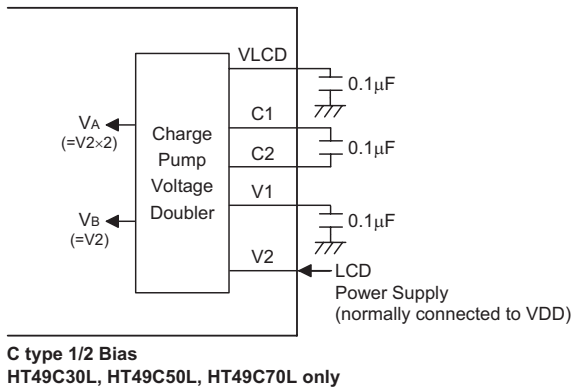 VLCD
0.1µF
C1
VA
(=V2×2)
Charge
Pump
Voltage
Doubler
0.1µF
C2
V1
VB
(=V2)
0.1µF
V2
LCD
Power Supply
(normally connected to VDD)
C type 1/2 Bias
HT49C30L, HT49C50L, HT49C70L only